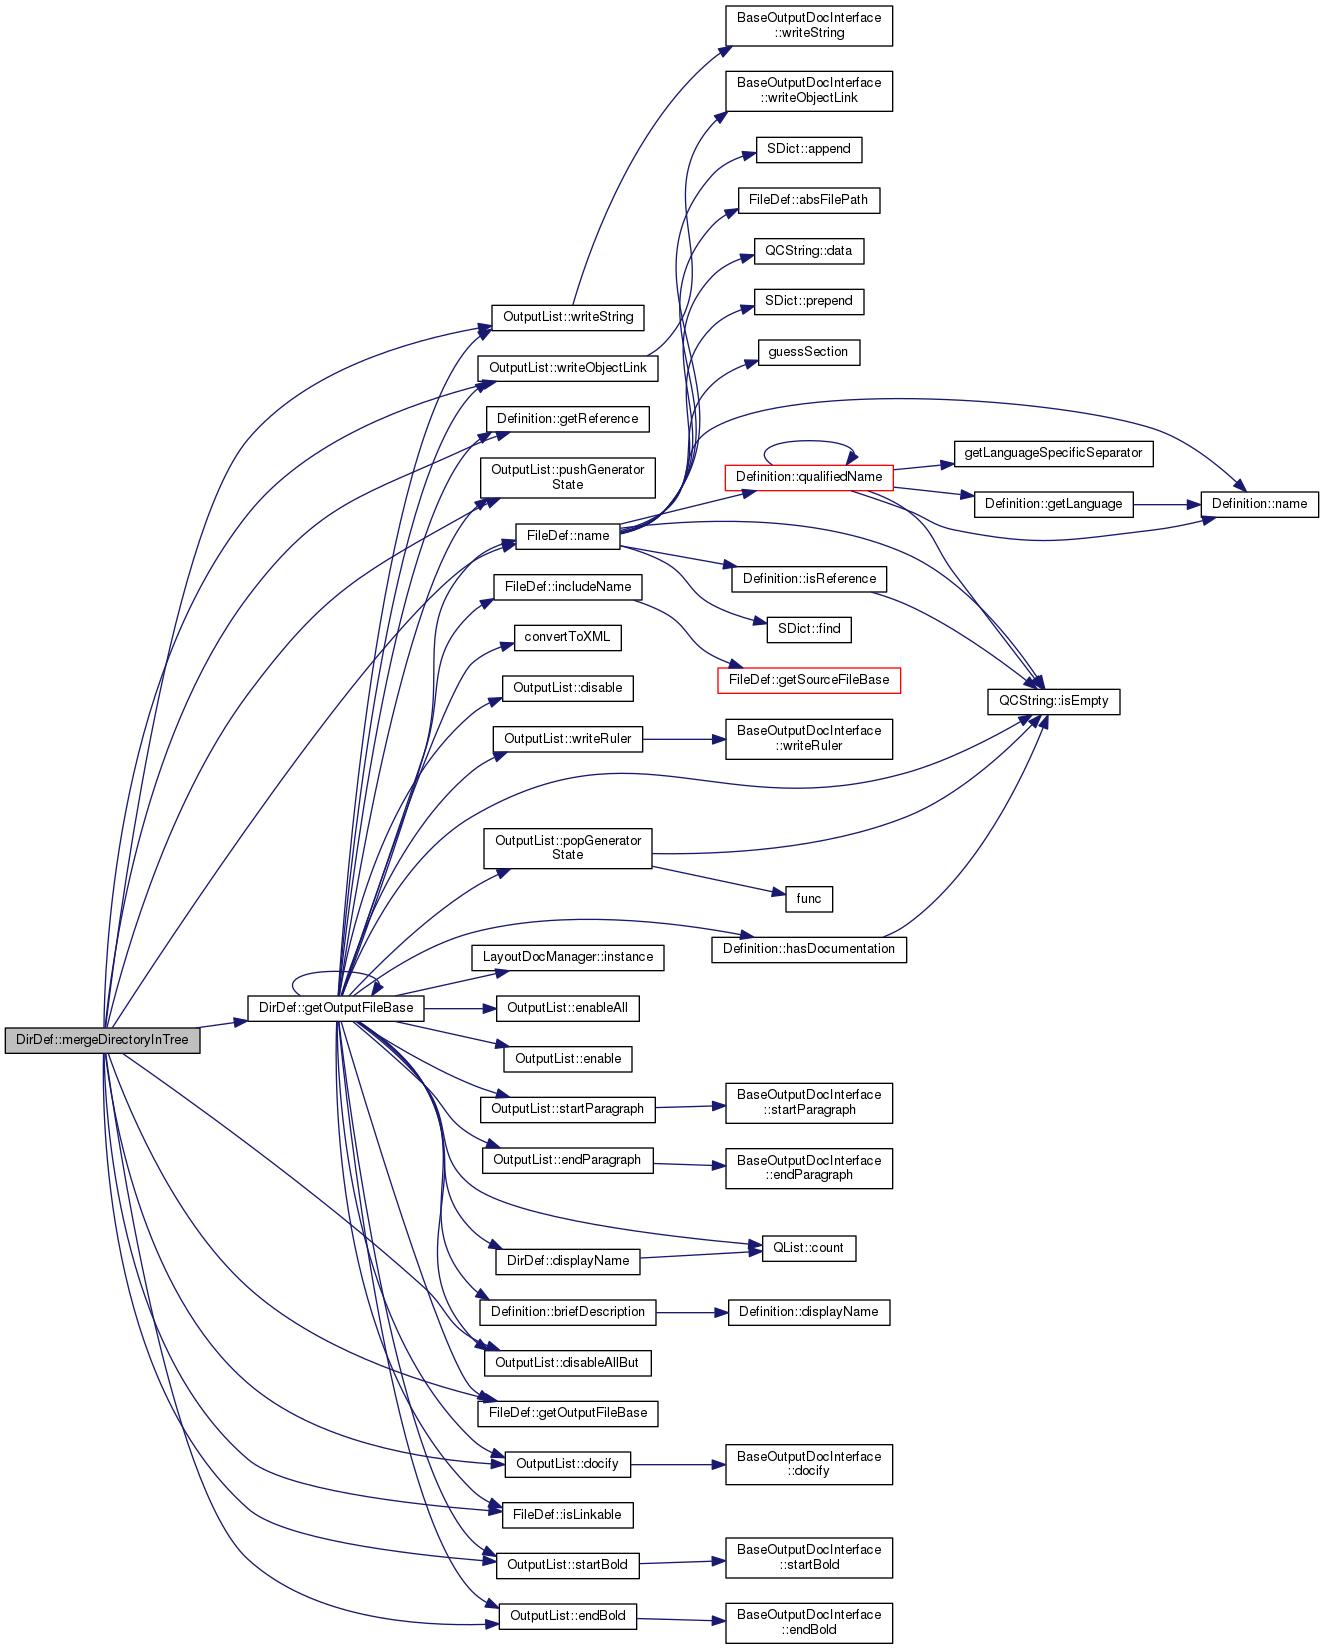 BaseOutputDocInterface
::writeString
BaseOutputDocInterface
::writeObjectLink
SDict::append
FileDef::absFilePath
QCString::data
SDict::prepend
OutputList::writeString
guessSection
OutputList::writeObjectLink
Definition::getReference
getLanguageSpecificSeparator
OutputList::pushGenerator
State
Definition::qualifiedName
Definition::getLanguage
Definition::name
FileDef::name
Definition::isReference
FileDef::includeName
SDict::find
convertToXML
FileDef::getSourceFileBase
OutputList::disable
QCString::isEmpty
OutputList::writeRuler
BaseOutputDocInterface
::writeRuler
OutputList::popGenerator
State
func
Definition::hasDocumentation
LayoutDocManager::instance
DirDef::getOutputFileBase
OutputList::enableAll
DirDef::mergeDirectoryInTree
OutputList::enable
OutputList::startParagraph
BaseOutputDocInterface
::startParagraph
OutputList::endParagraph
BaseOutputDocInterface
::endParagraph
QList::count
DirDef::displayName
Definition::briefDescription
Definition::displayName
OutputList::disableAllBut
FileDef::getOutputFileBase
OutputList::docify
BaseOutputDocInterface
::docify
FileDef::isLinkable
OutputList::startBold
BaseOutputDocInterface
::startBold
OutputList::endBold
BaseOutputDocInterface
::endBold